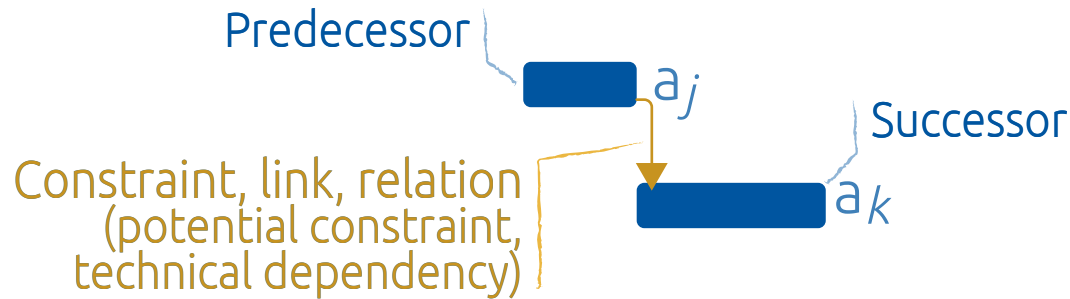 Predecessor
aj
Successor
Constraint, link, relation
(potential constraint,
technical dependency)
ak